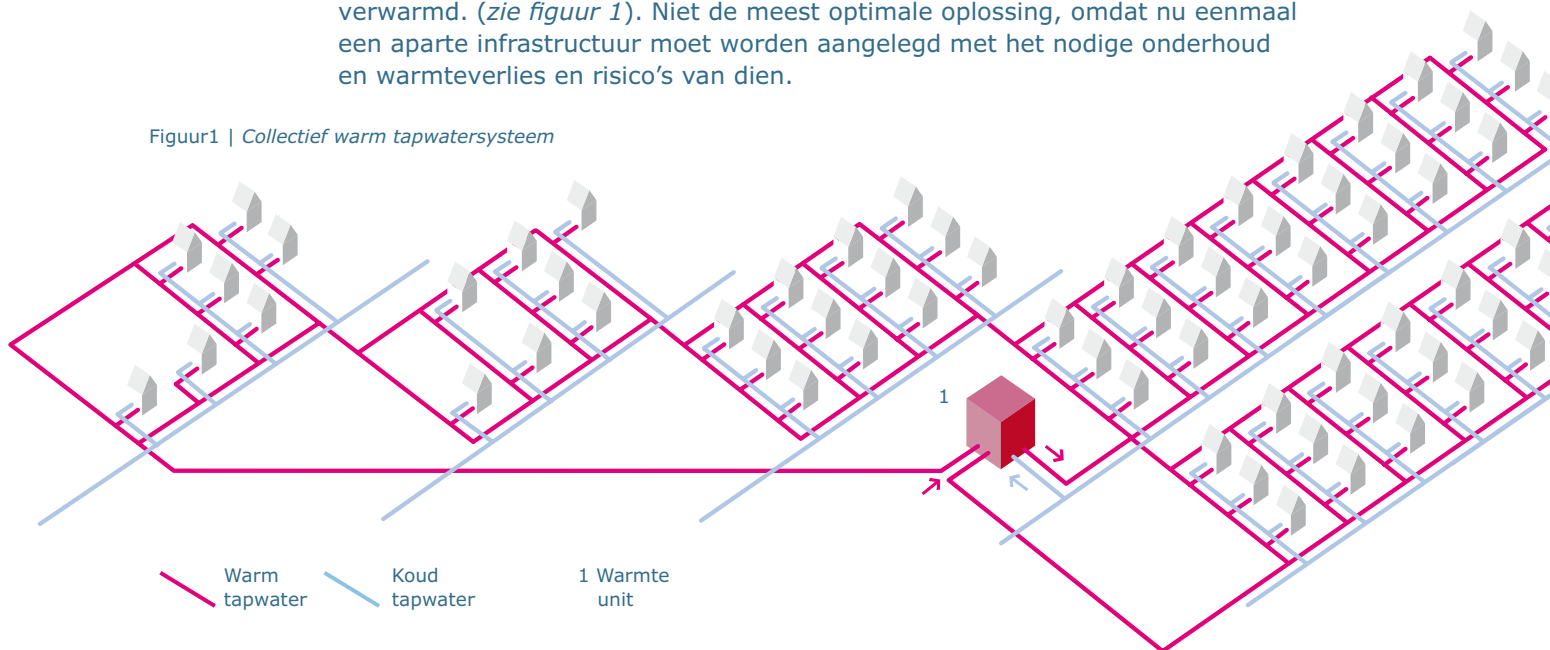 verwarmd. (zie figuur 1). Niet de meest optimale oplossing, omdat nu eenmaal
een aparte infrastructuur moet worden aangelegd met het nodige onderhoud
en warmteverlies en risico’s van dien.
Figuur1 | Collectief warm tapwatersysteem
1
Warm
tapwater
Koud
tapwater
1 Warmte
unit